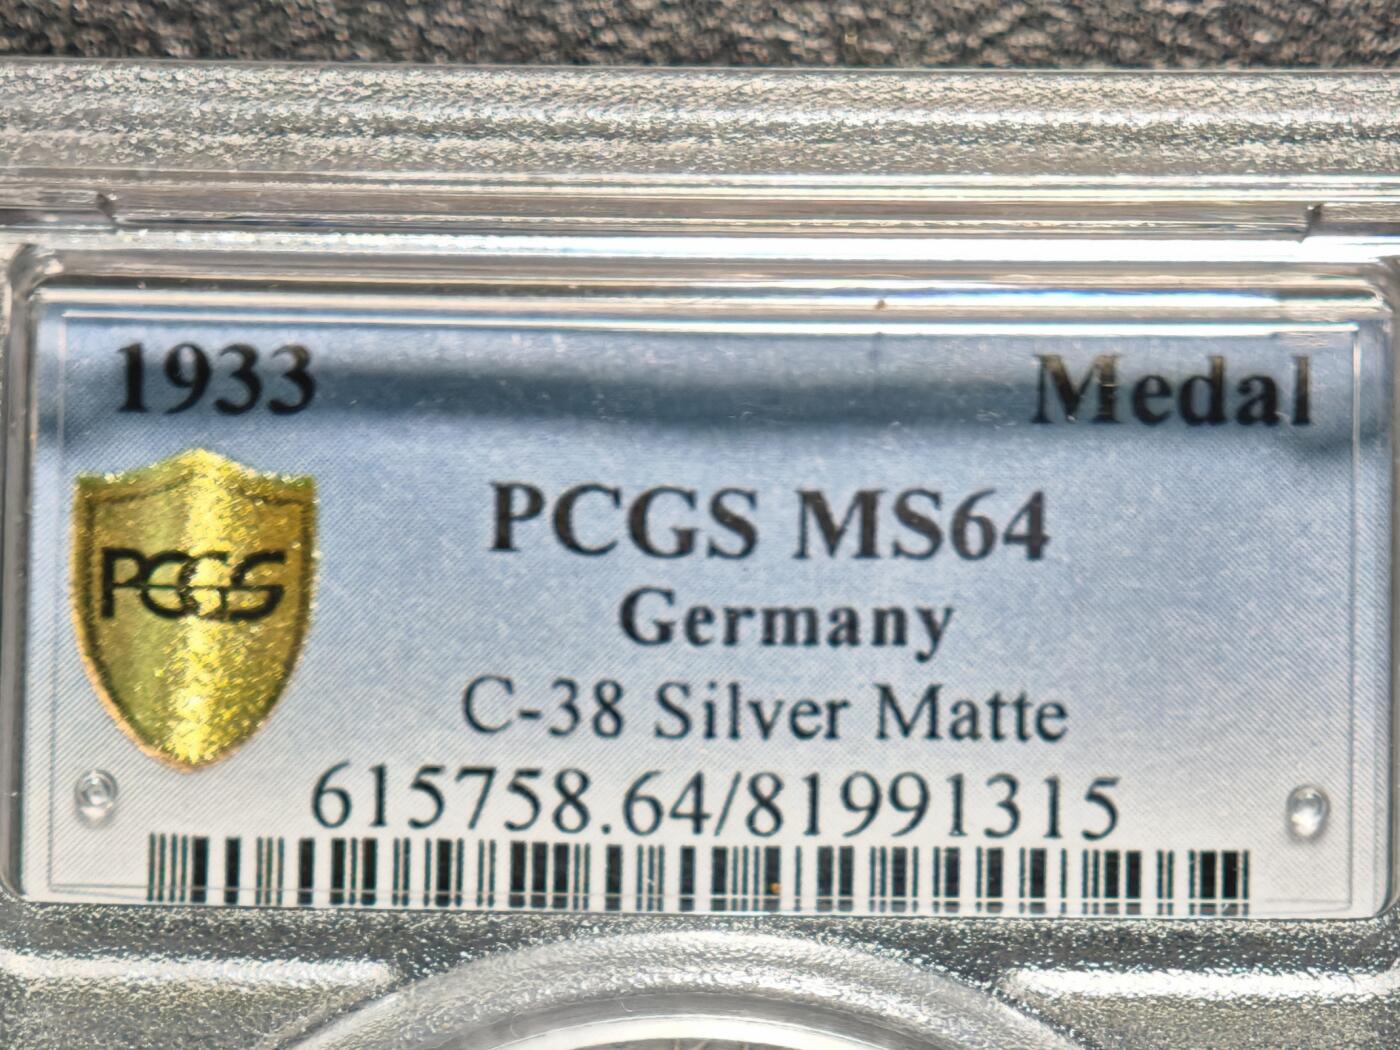 1933 Medal
PCGS
PCGS MS64
Germany
C-38 Silver Matte
615758.64/81991315